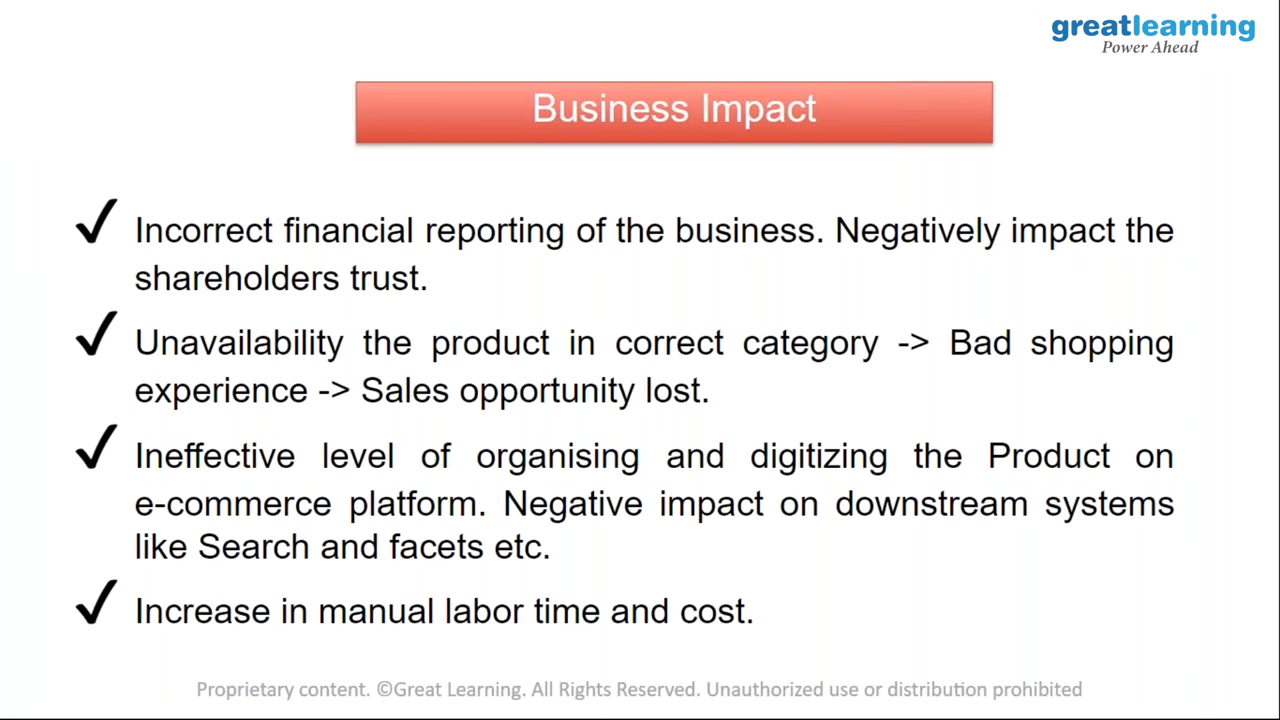 greatlearning
Power Ahead
Business Impact
✓ Incorrect financial reporting of the business. Negatively impact the
shareholders trust.
✓ Unavailability the product in correct category -> Bad shopping
experience -> Sales opportunity lost.
✓ Ineffective level of organising and digitizing the Product on
e-commerce platform. Negative impact on downstream systems
like Search and facets etc.
✓ Increase in manual labor time and cost.
Proprietary content. ©Great Learning. All Rights Reserved. Unauthorized use or distribution prohibited